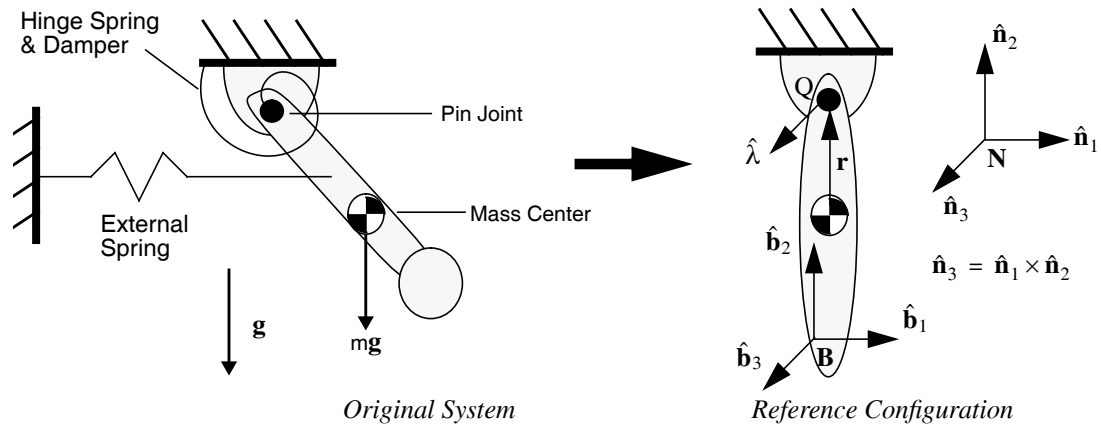 Hinge Spring
& Damper
Pin Joint
Mass Center
External
Spring
g
mg
Original System
Q
λ̂
r
b̂₂
b̂₁
b̂₃
B
n̂₂
n̂₁
N
n̂₃
n̂₃ = n̂₁ × n̂₂
Reference Configuration